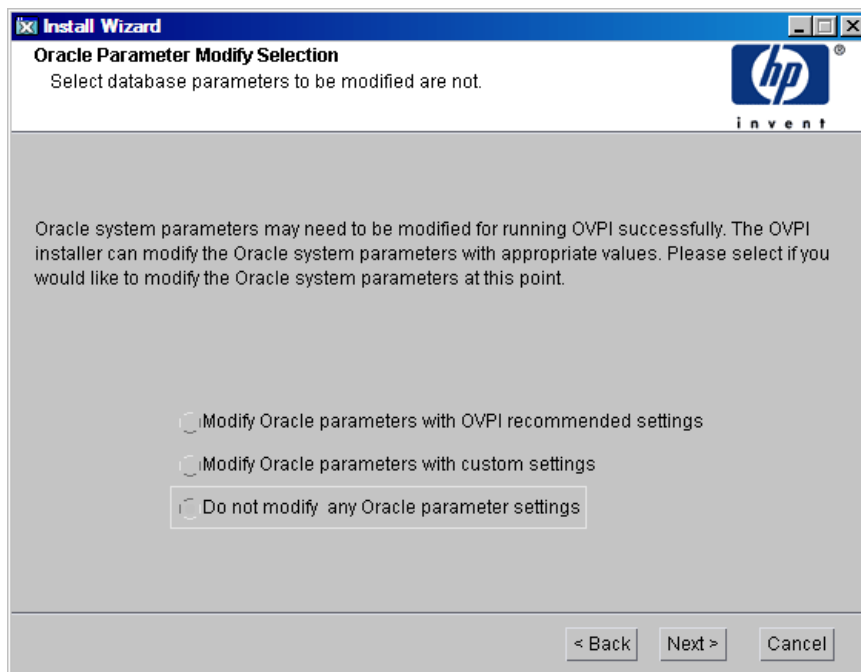 Install Wizard
Oracle Parameter Modify Selection
Select database parameters to be modified are not.
hp
®
invent
Oracle system parameters may need to be modified for running OVPI successfully. The OVPI
installer can modify the Oracle system parameters with appropriate values. Please select if you
would like to modify the Oracle system parameters at this point.
Modify Oracle parameters with OVPI recommended settings
Modify Oracle parameters with custom settings
Do not modify any Oracle parameter settings
< Back Next > Cancel